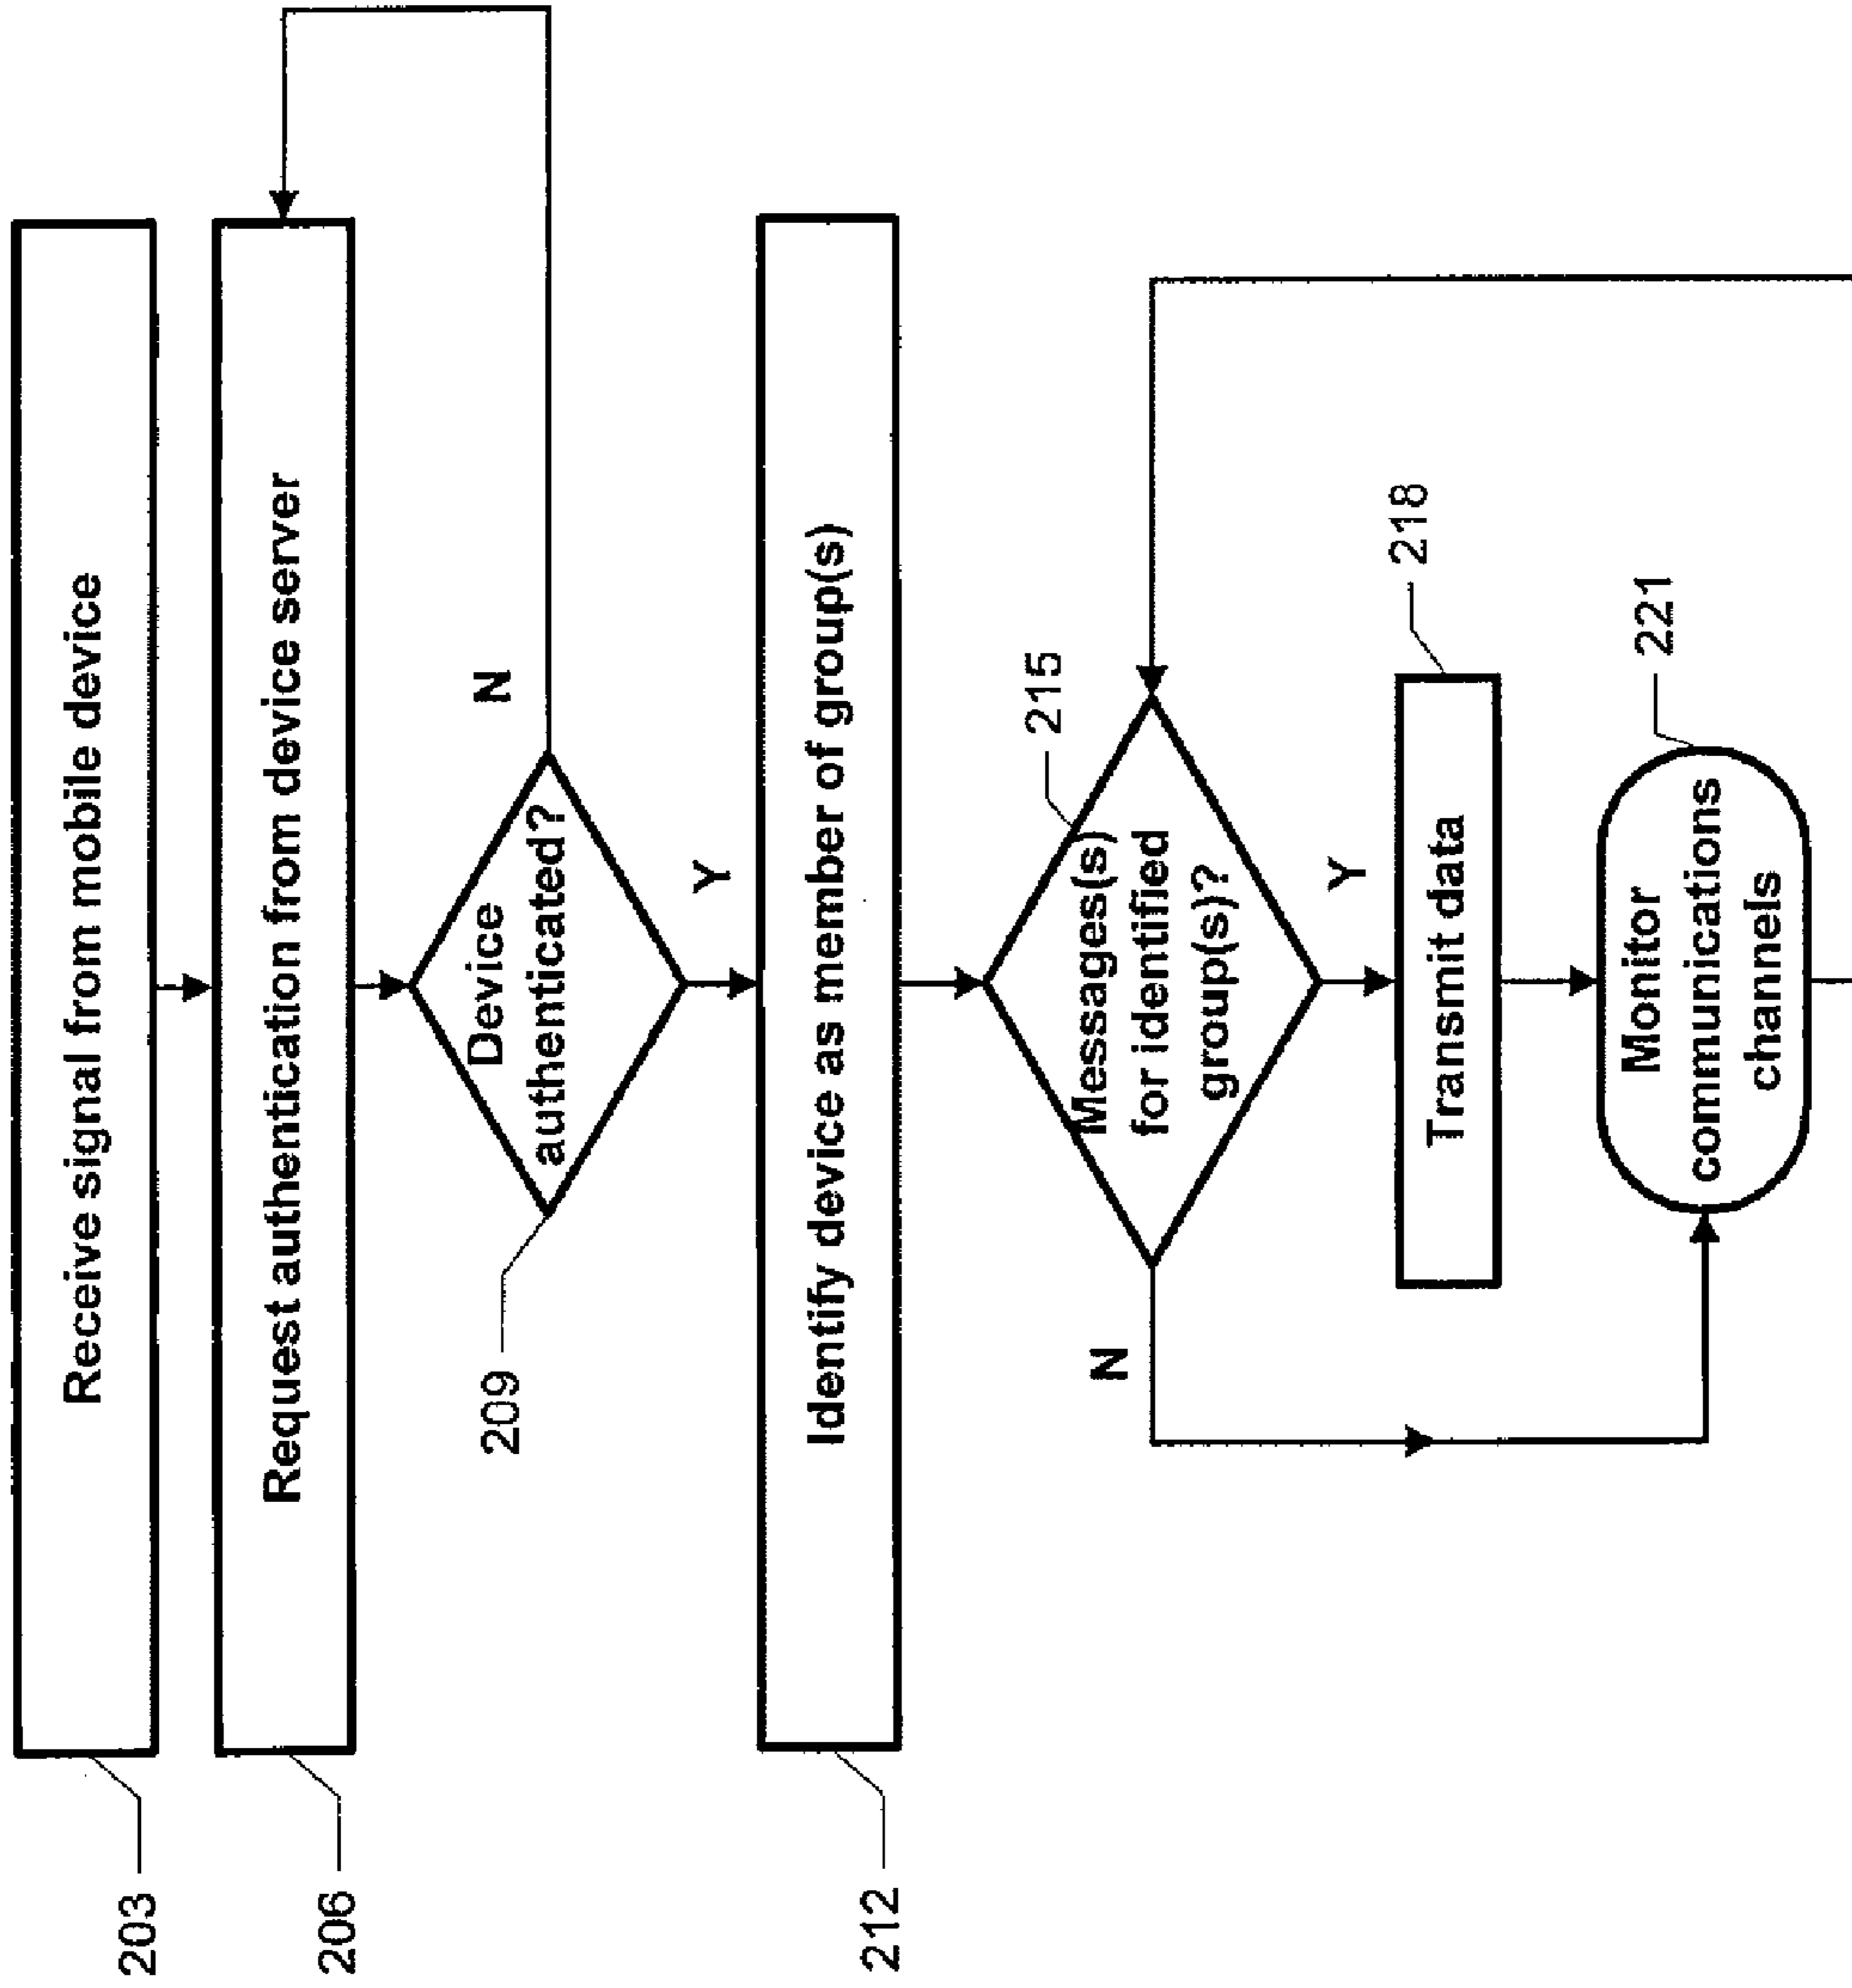 203
Receive signal from mobile device
206
Request authentication from device server
209
Device
authenticated?
N
Y
212
Identify device as member of group(s)
215
Messages(s)
for identified
group(s)?
N
Y
218
Transmit data
221
Monitor
communications
channels